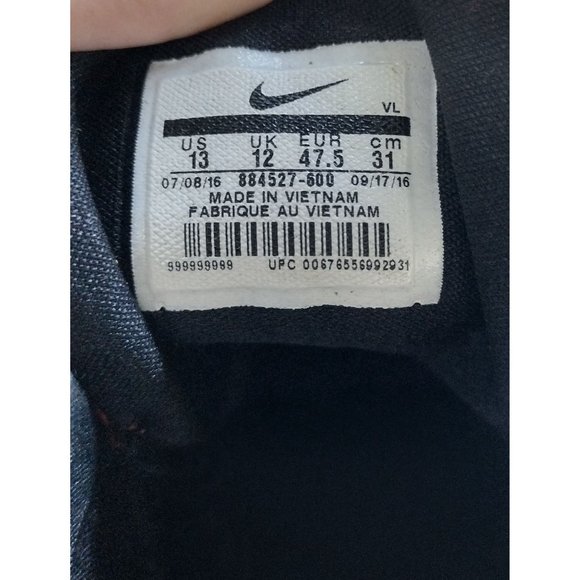 VL
US UK EUR cm
13 12 47.5 31
07/08/16 884527-600 09/17/16
MADE IN VIETNAM
FABRIQUE AU VIETNAM
999999999 UPC 00676556992931